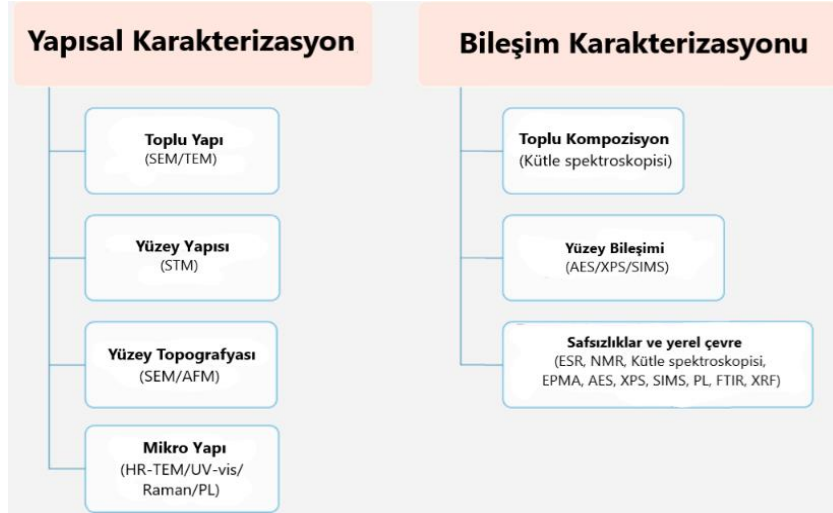 Yapısal Karakterizasyon
Toplu Yapı
(SEM/TEM)
Yüzey Yapısı
(STM)
Yüzey Topografyası
(SEM/AFM)
Mikro Yapı
(HR-TEM/UV-vis/
Raman/PL)
Bileşim Karakterizasyonu
Toplu Kompozisyon
(Kütle spektroskopisi)
Yüzey Bileşimi
(AES/XPS/SIMS)
Safsızlıklar ve yerel çevre
(ESR, NMR, Kütle spektroskopisi,
EPMA, AES, XPS, SIMS, PL, FTIR, XRF)